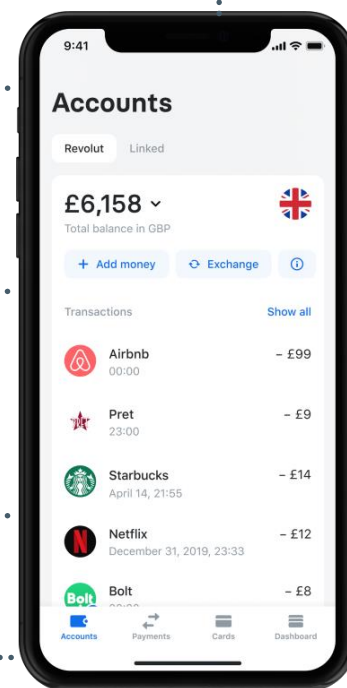 9:41
Accounts
Revolut Linked
£6,158
Total balance in GBP
+ Add money Exchange
Transactions Show all
Airbnb - £99
00:00
PRET
Pret - £9
23:00
Starbucks - £14
April 14, 21:55
N
Netflix - £12
December 31, 2019, 23:33
Bolt
Bolt - £8
Accounts Payments Cards Dashboard